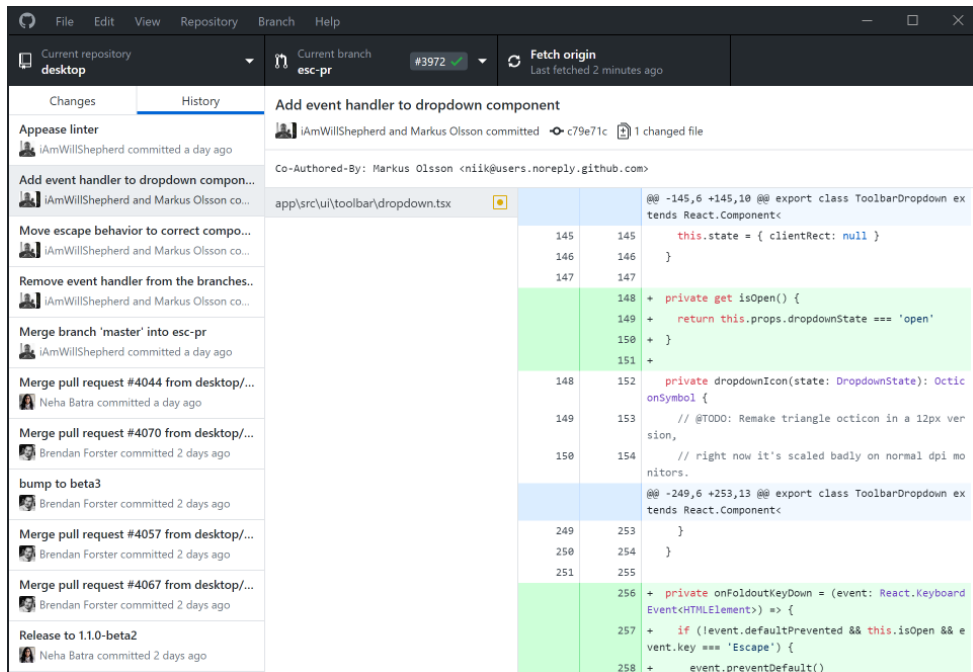 File Edit View Repository Branch Help
Current repository
desktop
Current branch
esc-pr
#3972
Fetch origin
Last fetched 2 minutes ago
Changes
History
Appease linter
iAmWillShepherd committed a day ago
Add event handler to dropdown compon...
iAmWillShepherd and Markus Olsson co...
Move escape behavior to correct compo...
iAmWillShepherd and Markus Olsson co...
Remove event handler from the branches..
iAmWillShepherd and Markus Olsson co...
Merge branch 'master' into esc-pr
iAmWillShepherd committed a day ago
Merge pull request #4044 from desktop/...
Neha Batra committed a day ago
Merge pull request #4070 from desktop/...
Brendan Forster committed 2 days ago
bump to beta3
Brendan Forster committed 2 days ago
Merge pull request #4057 from desktop/...
Brendan Forster committed 2 days ago
Merge pull request #4067 from desktop/...
Brendan Forster committed 2 days ago
Release to 1.1.0-beta2
Neha Batra committed 2 days ago
Add event handler to dropdown component
iAmWillShepherd and Markus Olsson committed c79e71c 1 changed file
Co-Authored-By: Markus Olsson <niik@users.noreply.github.com>
app\src\ui\toolbar\dropdown.tsx
@@ -145,6 +145,10 @@ export class ToolbarDropdown ex
tends React.Component<
145 145 this.state = { clientRect: null }
146 146 }
147 147
148 + private get isOpen() {
149 + return this.props.dropdownState === 'open'
150 + }
151 +
148 152 private dropdownIcon(state: DropdownState): Octic
onSymbol {
149 153 // @TODO: Remake triangle octicon in a 12px ver
sion,
150 154 // right now it's scaled badly on normal dpi mo
nitors.
@@ -249,6 +253,13 @@ export class ToolbarDropdown ex
tends React.Component<
249 253 }
250 254 }
251 255
256 + private onFoldoutKeyDown = (event: React.Keyboard
Event<HTMLElement>) => {
257 + if (!event.defaultPrevented && this.isOpen && e
vent.key === 'Escape') {
258 + event.preventDefault()